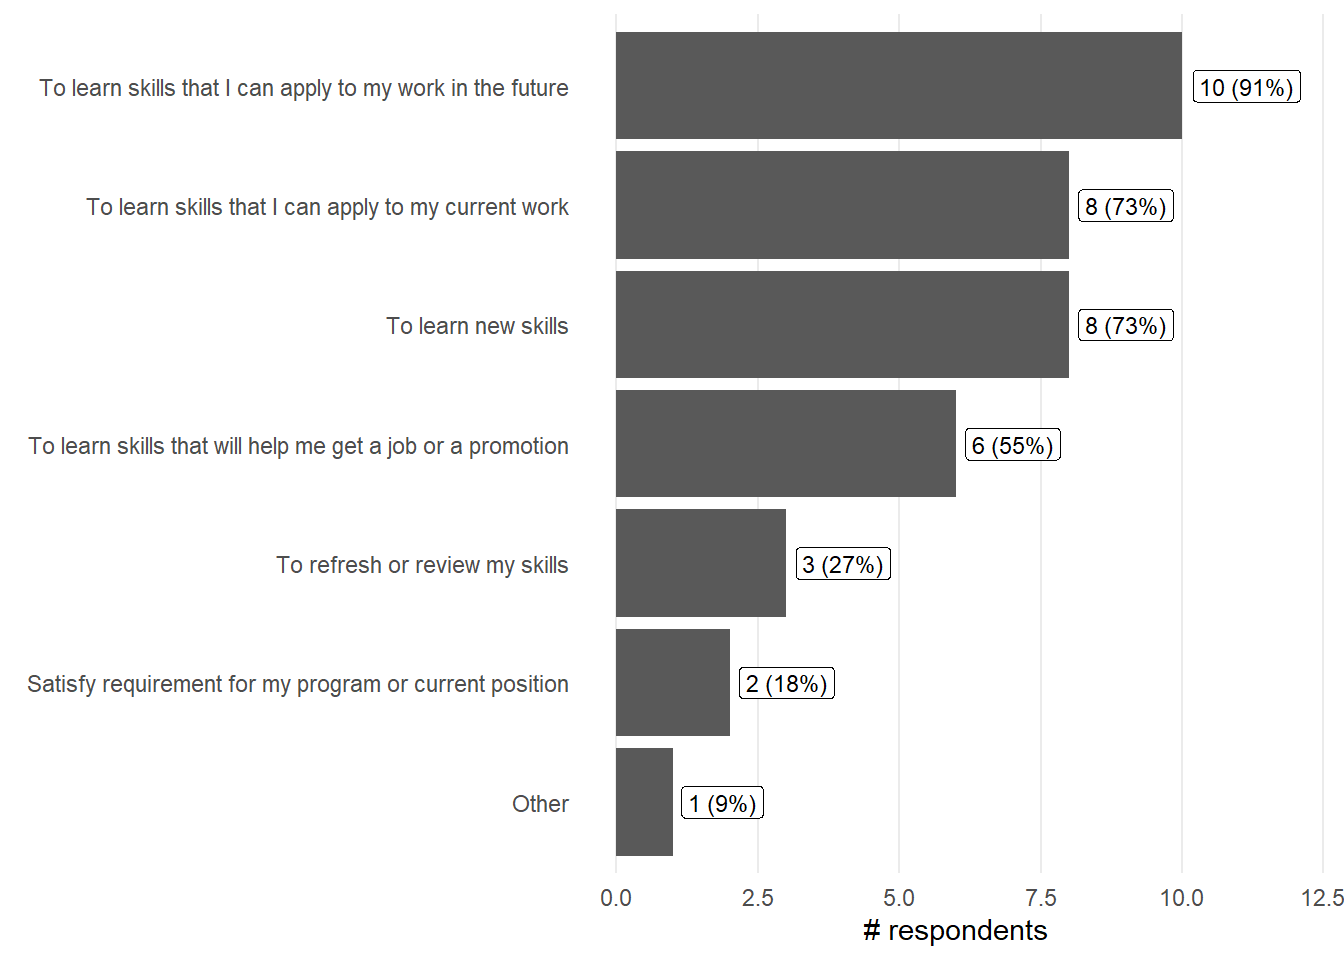 To learn skills that I can apply to my work in the future
10 (91%)
To learn skills that I can apply to my current work
8 (73%)
To learn new skills
8 (73%)
To learn skills that will help me get a job or a promotion
6 (55%)
To refresh or review my skills
3 (27%)
Satisfy requirement for my program or current position
2 (18%)
Other
1 (9%)
0.0 2.5 5.0 7.5 10.0 12.5
# respondents